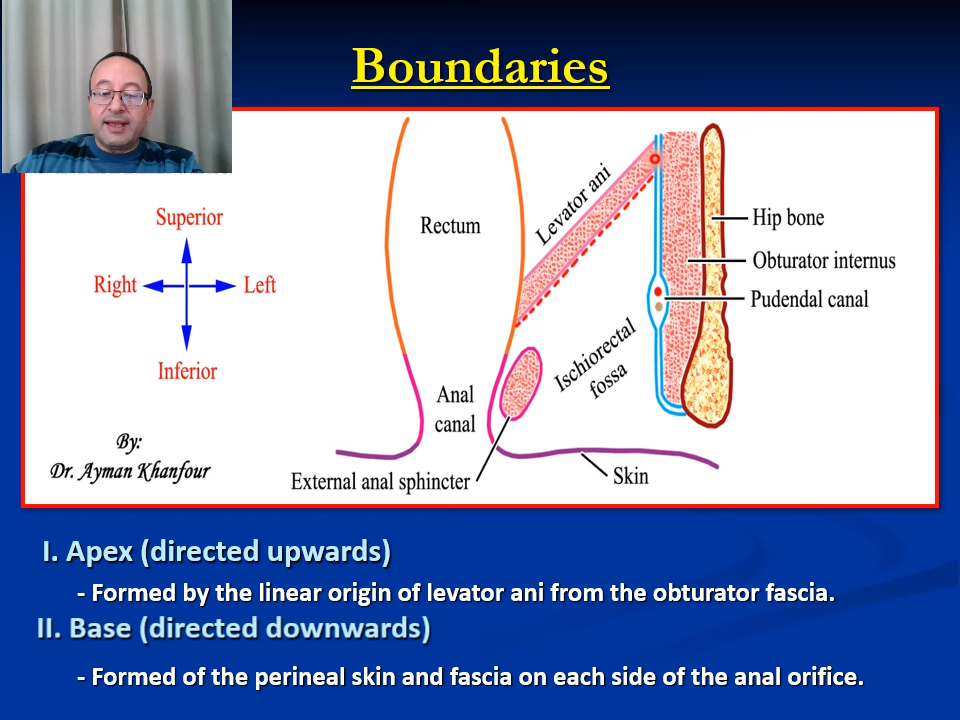 Boundaries
Superior
Right
Left
Inferior
By:
Dr. Ayman Khanfour
Rectum
Levator ani
Hip bone
Obturator internus
Pudendal canal
Ischiorectal
fossa
Anal
canal
External anal sphincter
Skin
I. Apex (directed upwards)
- Formed by the linear origin of levator ani from the obturator fascia.
II. Base (directed downwards)
- Formed of the perineal skin and fascia on each side of the anal orifice.